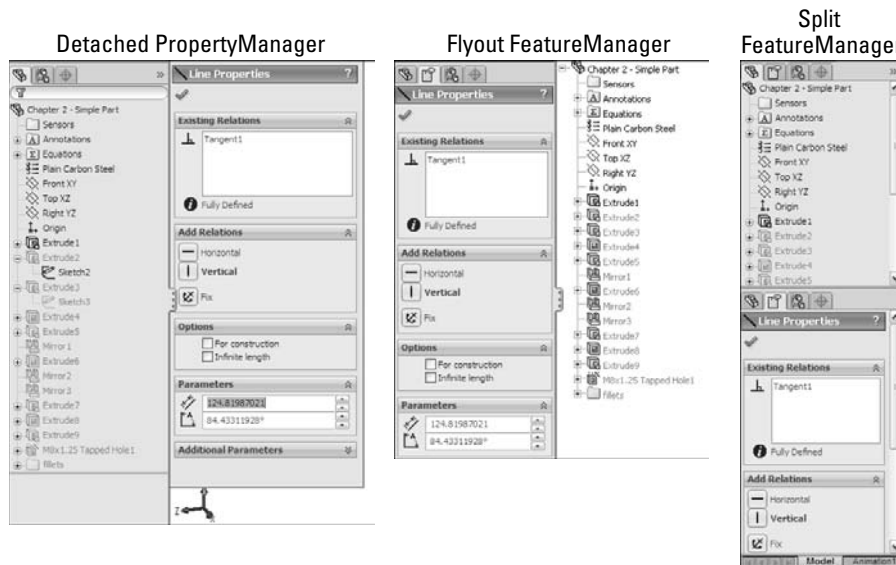 Detached PropertyManager
Chapter 2 - Simple Part
Sensors
Annotations
Equations
Plain Carbon Steel
Front XY
Top XZ
Right YZ
Origin
Extrude1
Extrude2
Sketch2
Extrude3
Sketch3
Extrude4
Extrude5
Mirror1
Extrude6
Mirror2
Mirror3
Extrude7
Extrude8
Extrude9
M8x1.25 Tapped Hole1
fillets
Line Properties ?
Existing Relations
Tangent1
Fully Defined
Add Relations
Horizontal
Vertical
Fix
Options
For construction
Infinite length
Parameters
124.81987021
84.43311928°
Additional Parameters
Z
Flyout FeatureManager
Line Properties ?
Existing Relations
Tangent1
Fully Defined
Add Relations
Horizontal
Vertical
Fix
Options
For construction
Infinite length
Parameters
124.81987021
84.43311928°
Chapter 2 - Simple Part
Sensors
Annotations
Equations
Plain Carbon Steel
Front XY
Top XZ
Right YZ
Origin
Extrude1
Extrude2
Extrude3
Extrude4
Extrude5
Mirror1
Extrude6
Mirror2
Mirror3
Extrude7
Extrude8
Extrude9
M8x1.25 Tapped Hole1
fillets
Split
FeatureManage
Chapter 2 - Simple Part
Sensors
Annotations
Equations
Plain Carbon Steel
Front XY
Top XZ
Right YZ
Origin
Extrude1
Extrude2
Extrude3
Extrude4
Extrude5
Line Properties ?
Existing Relations
Tangent1
Fully Defined
Add Relations
Horizontal
Vertical
Fix
Model Animation